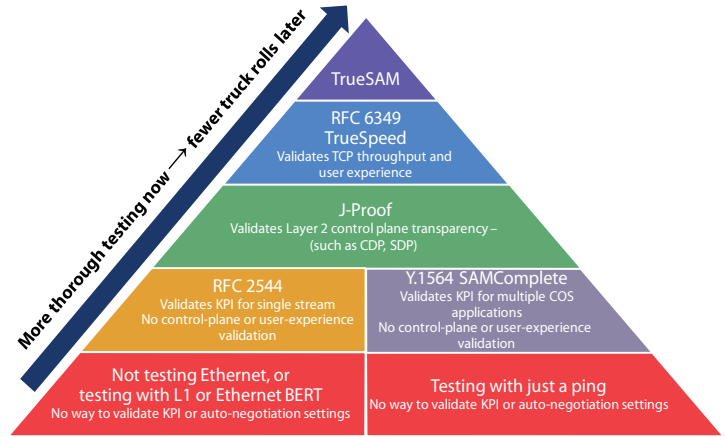 More thorough testing now → fewer truck rolls later
TrueSAM
RFC 6349
TrueSpeed
Validates TCP throughput and
user experience
J-Proof
Validates Layer 2 control plane transparency –
(such as CDP, SDP)
RFC 2544
Validates KPI for single stream
No control-plane or user-experience
validation
Y.1564 SAMComplete
Validates KPI for multiple COS
applications
No control-plane or user-experience
validation
Not testing Ethernet, or
testing with L1 or Ethernet BERT
No way to validate KPI or auto-negotiation settings
Testing with just a ping
No way to validate KPI or auto-negotiation settings